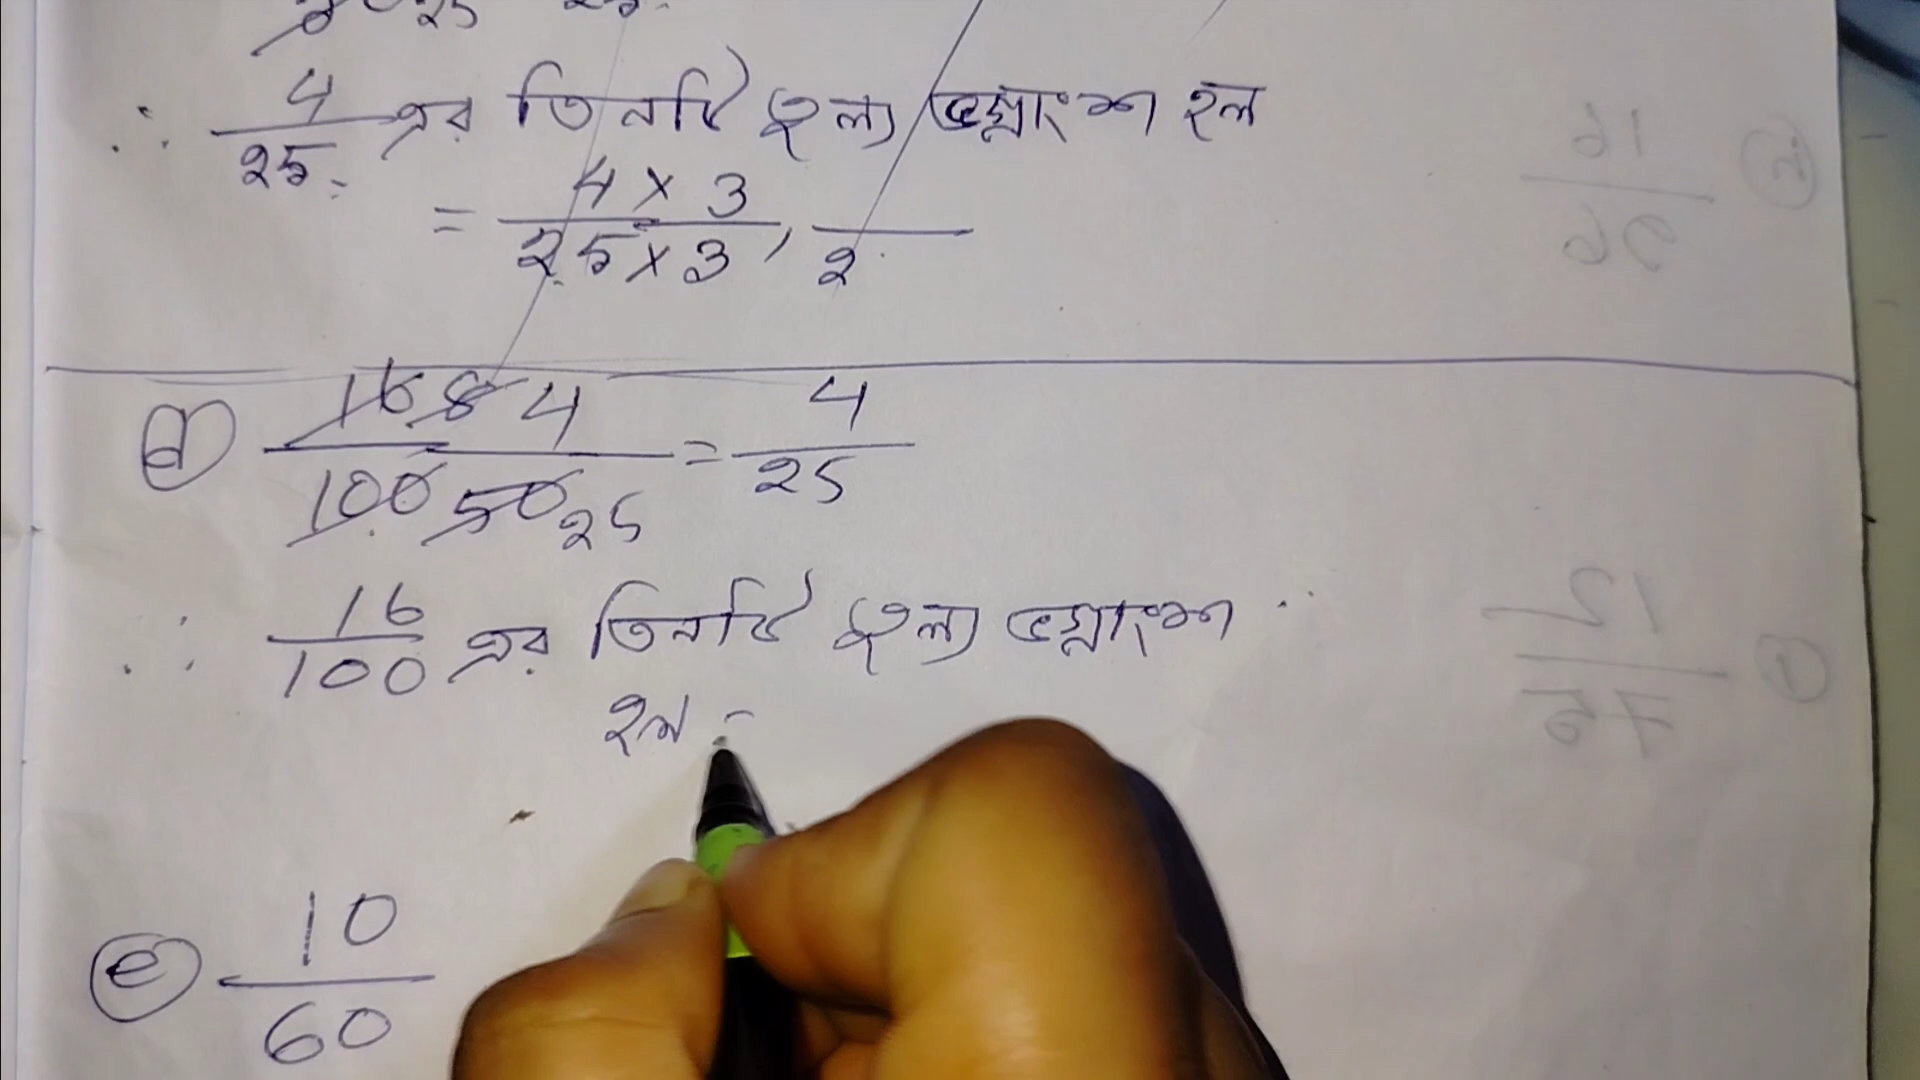 ∴ 4/25 এর তিনটি তুল্য ভগ্নাংশ হল
= 4 × 3 / 25 × 3 , /2
d 16 8 4 / 100 50 25 = 4/25
∴ 16/100 এর তিনটি তুল্য ভগ্নাংশ
হল =
e 10/60